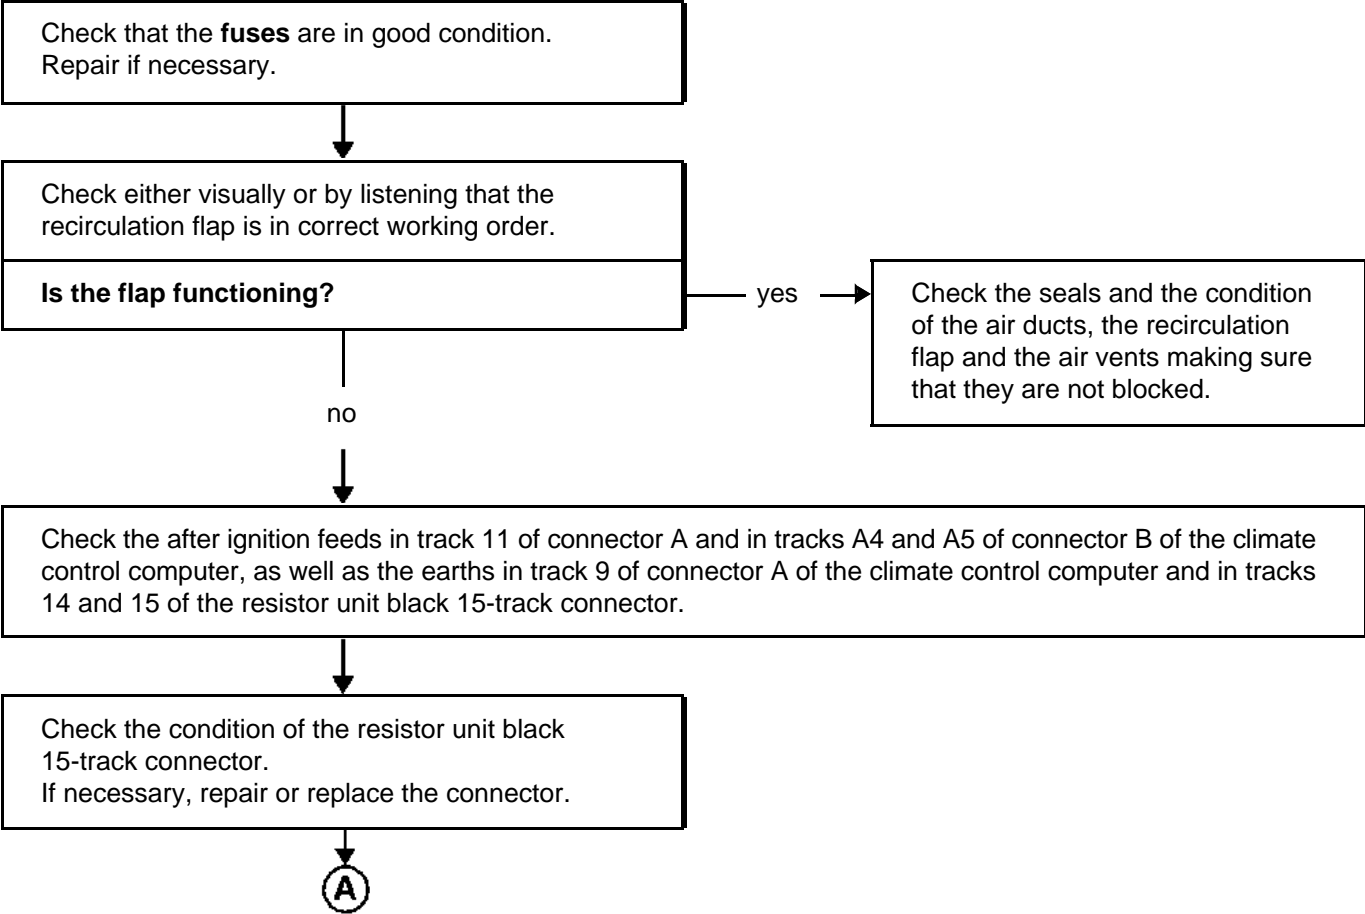 Check that the fuses are in good condition.
Repair if necessary.
Check either visually or by listening that the
recirculation flap is in correct working order.
Is the flap functioning?
yes
Check the seals and the condition
of the air ducts, the recirculation
flap and the air vents making sure
that they are not blocked.
no
Check the after ignition feeds in track 11 of connector A and in tracks A4 and A5 of connector B of the climate
control computer, as well as the earths in track 9 of connector A of the climate control computer and in tracks
14 and 15 of the resistor unit black 15-track connector.
Check the condition of the resistor unit black
15-track connector.
If necessary, repair or replace the connector.
A